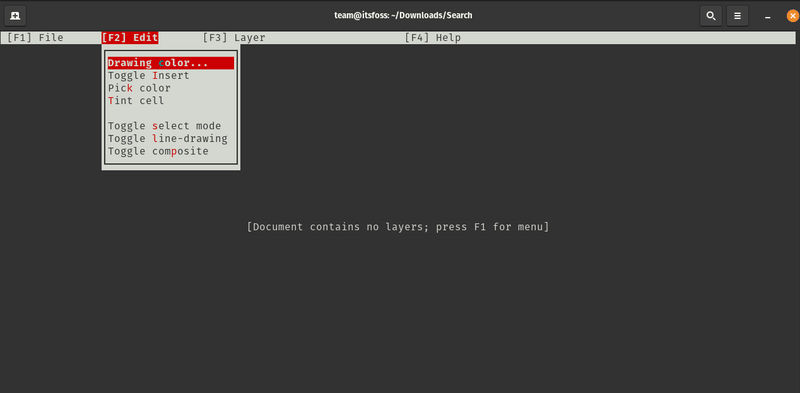 team@itsfoss: ~/Downloads/Search
[F1] File [F2] Edit [F3] Layer [F4] Help
Drawing color...
Toggle Insert
Pick color
Tint cell
Toggle select mode
Toggle line-drawing
Toggle composite
[Document contains no layers; press F1 for menu]